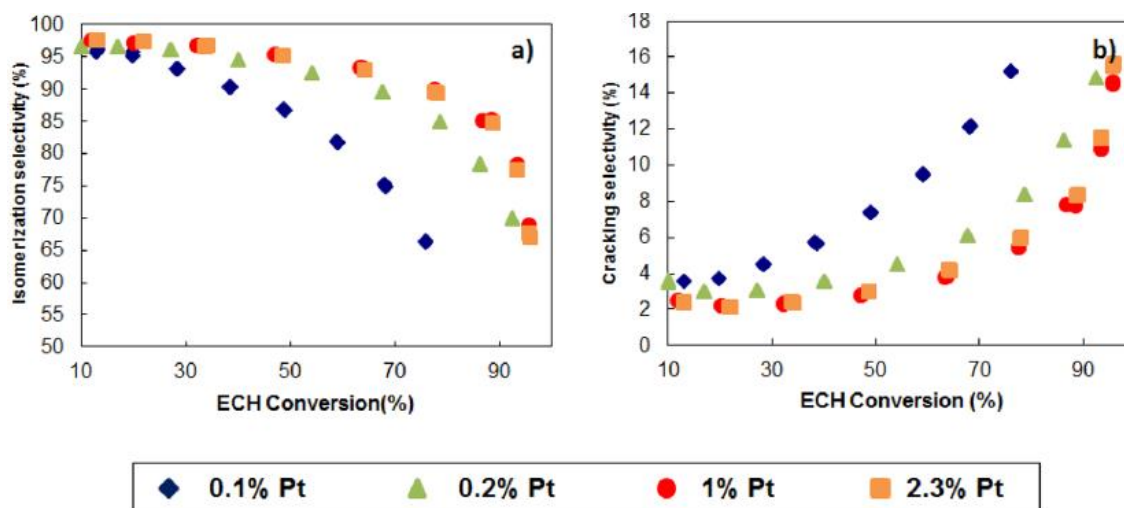 100
95
90
85
80
75
70
65
60
55
50
Isomerization selectivity (%)
a)
10 30 50 70 90
ECH Conversion(%)
18
16
14
12
10
8
6
4
2
0
Cracking selectivity (%)
b)
10 30 50 70 90
ECH Conversion (%)
0.1% Pt 0.2% Pt 1% Pt 2.3% Pt